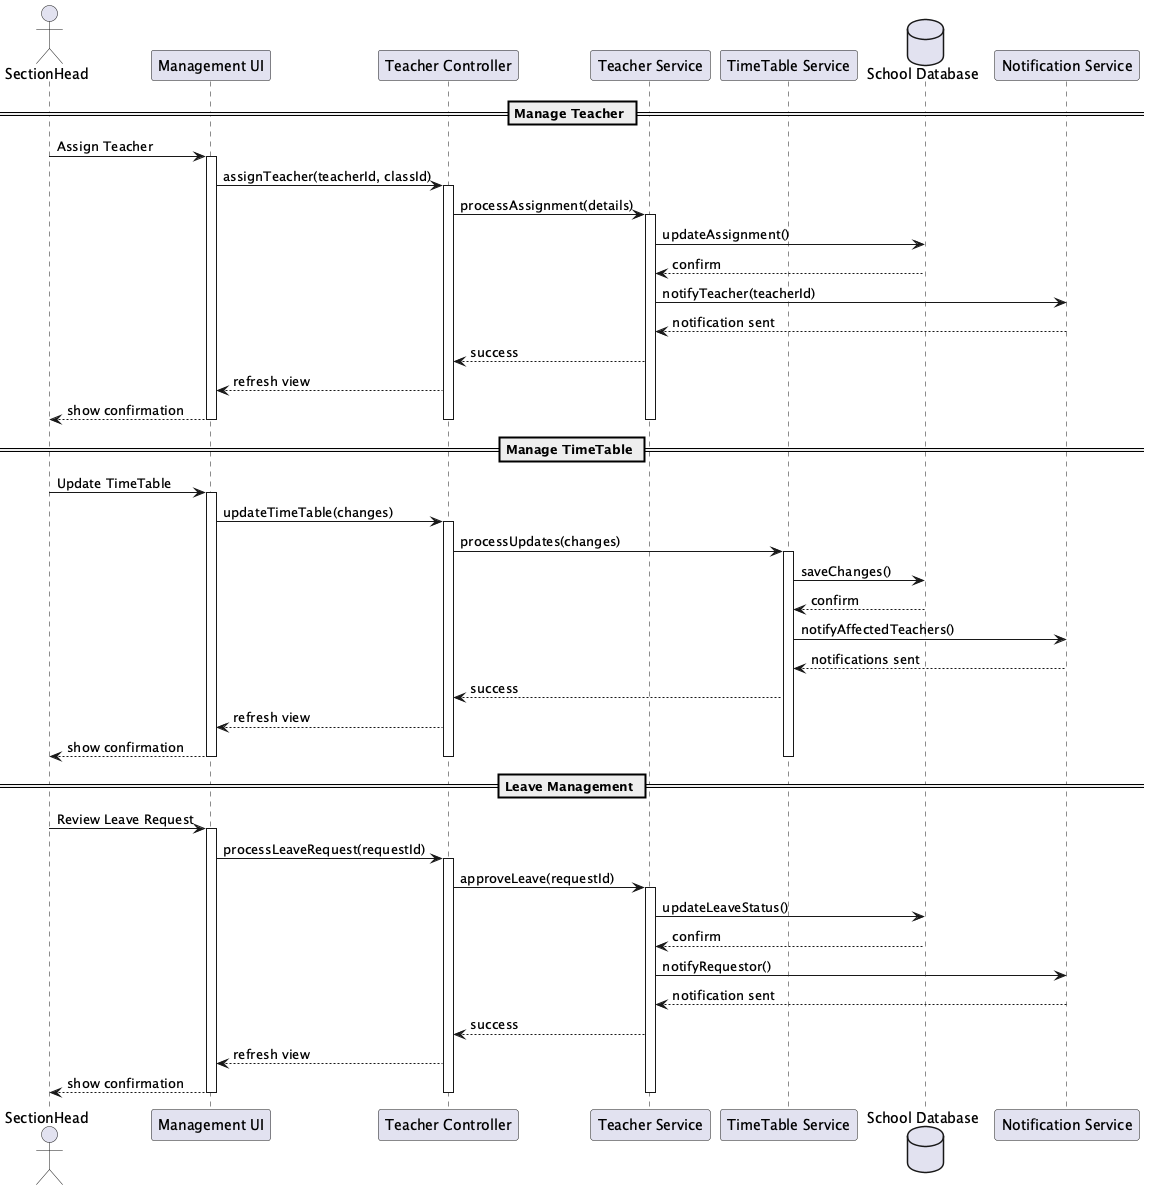 SectionHead
Management UI
Teacher Controller
Teacher Service
TimeTable Service
School Database
Notification Service
Manage Teacher
Assign Teacher
assignTeacher(teacherId, classId)
processAssignment(details)
updateAssignment()
confirm
notifyTeacher(teacherId)
notification sent
success
refresh view
show confirmation
Manage TimeTable
Update TimeTable
updateTimeTable(changes)
processUpdates(changes)
saveChanges()
confirm
notifyAffectedTeachers()
notifications sent
success
refresh view
show confirmation
Leave Management
Review Leave Request
processLeaveRequest(requestId)
approveLeave(requestId)
updateLeaveStatus()
confirm
notifyRequestor()
notification sent
success
refresh view
show confirmation
SectionHead
Management UI
Teacher Controller
Teacher Service
TimeTable Service
School Database
Notification Service